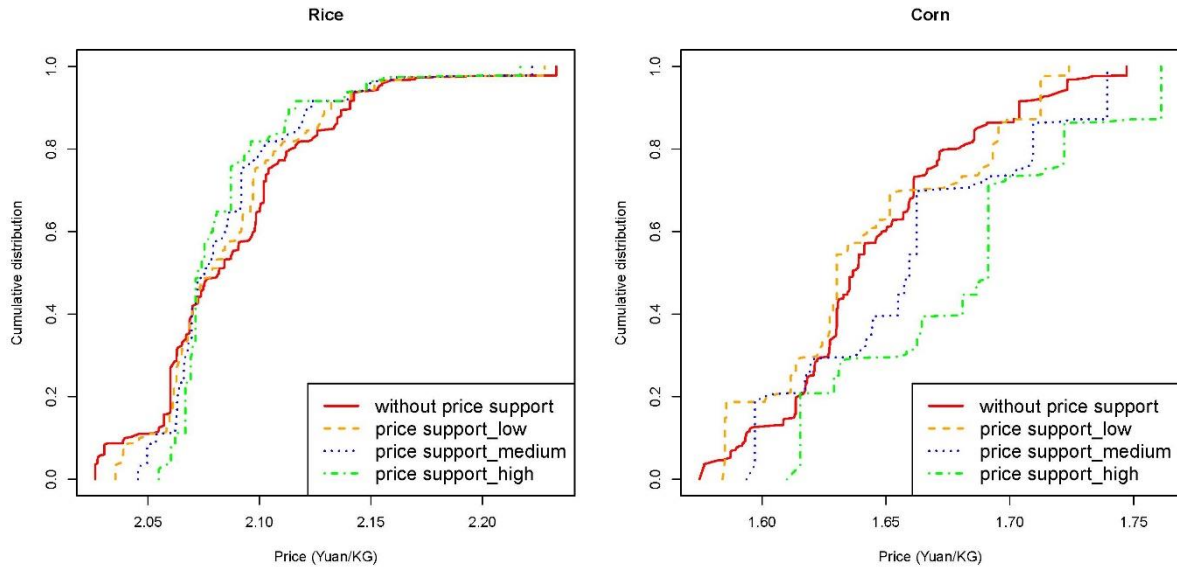 Rice
Cumulative distribution
1.0
0.8
0.6
0.4
0.2
0.0
without price support
price support_low
price support_medium
price support_high
2.05 2.10 2.15 2.20
Price (Yuan/KG)
Corn
Cumulative distribution
1.0
0.8
0.6
0.4
0.2
0.0
without price support
price support_low
price support_medium
price support_high
1.60 1.65 1.70 1.75
Price (Yuan/KG)